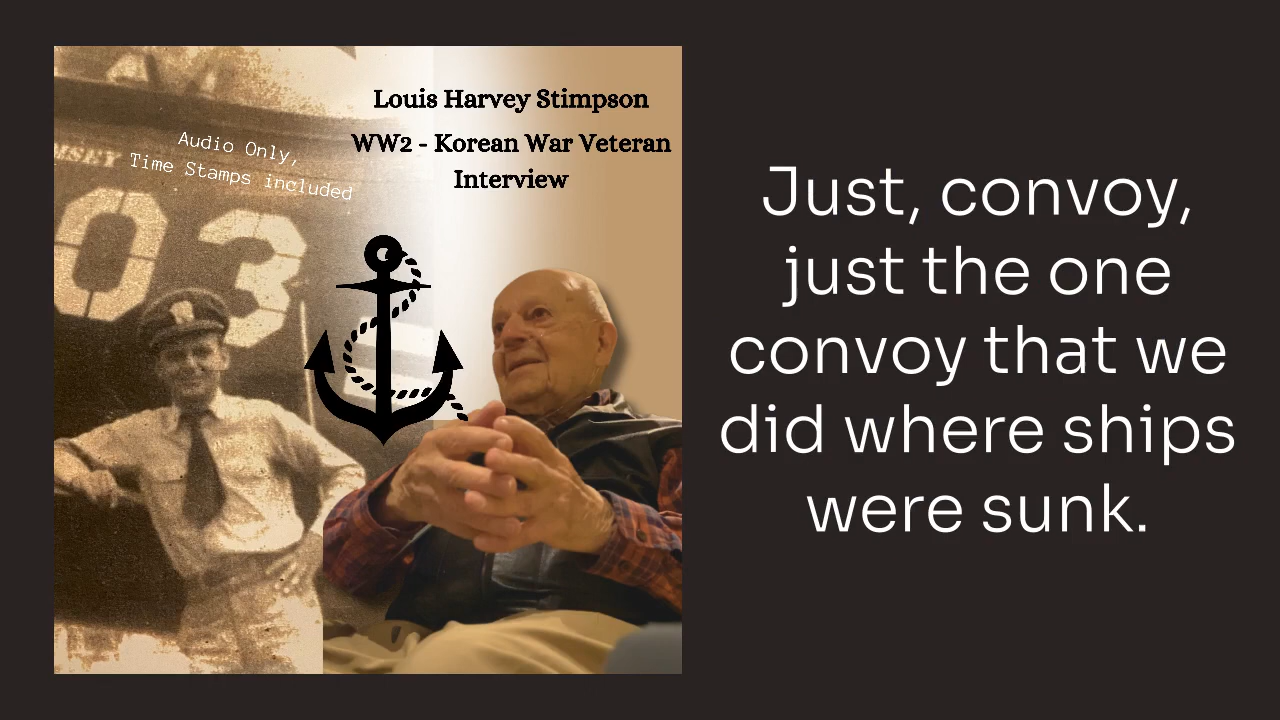 Louis Harvey Stimpson
WW2 - Korean War Veteran
Interview
Audio Only,
Time Stamps included
MSEY
03
Just, convoy,
just the one
convoy that we
did where ships
were sunk.